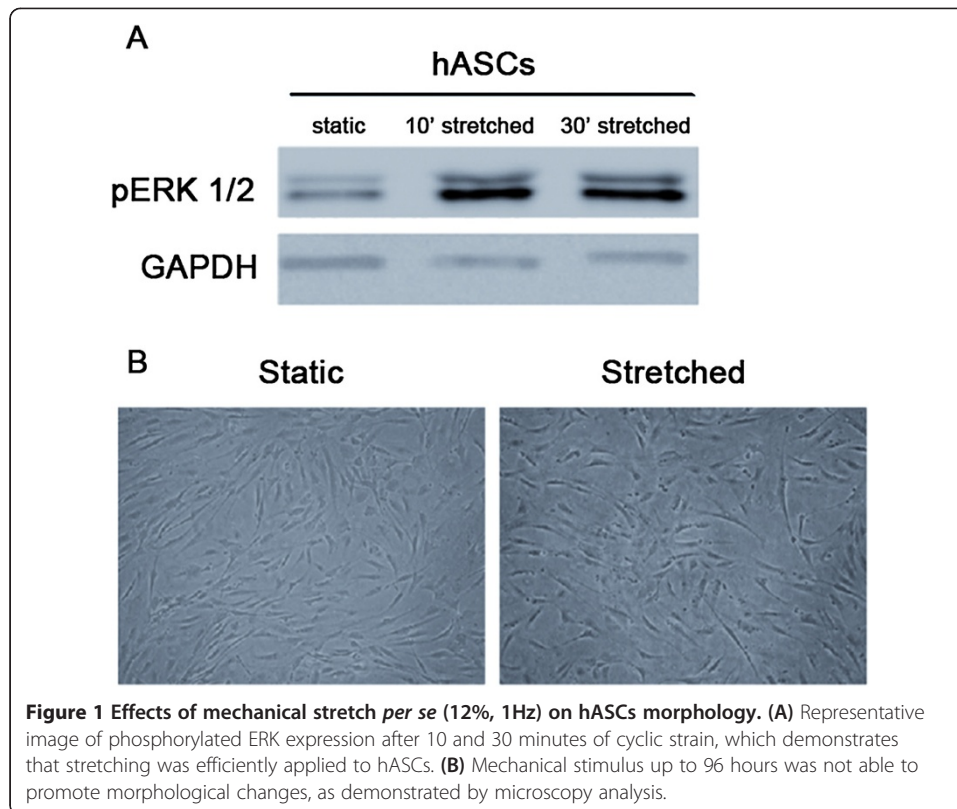 A
hASCs
static 10' stretched 30' stretched
pERK 1/2
GAPDH
B
Static Stretched
Figure 1 Effects of mechanical stretch per se (12%, 1Hz) on hASCs morphology. (A) Representative
image of phosphorylated ERK expression after 10 and 30 minutes of cyclic strain, which demonstrates
that stretching was efficiently applied to hASCs. (B) Mechanical stimulus up to 96 hours was not able to
promote morphological changes, as demonstrated by microscopy analysis.